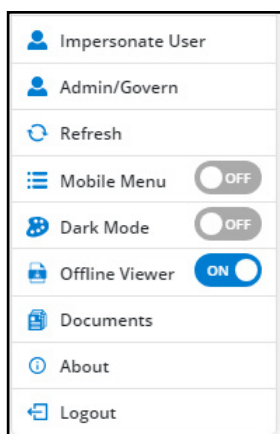 Impersonate User
Admin/Govern
Refresh
Mobile Menu OFF
Dark Mode OFF
Offline Viewer ON
Documents
About
Logout